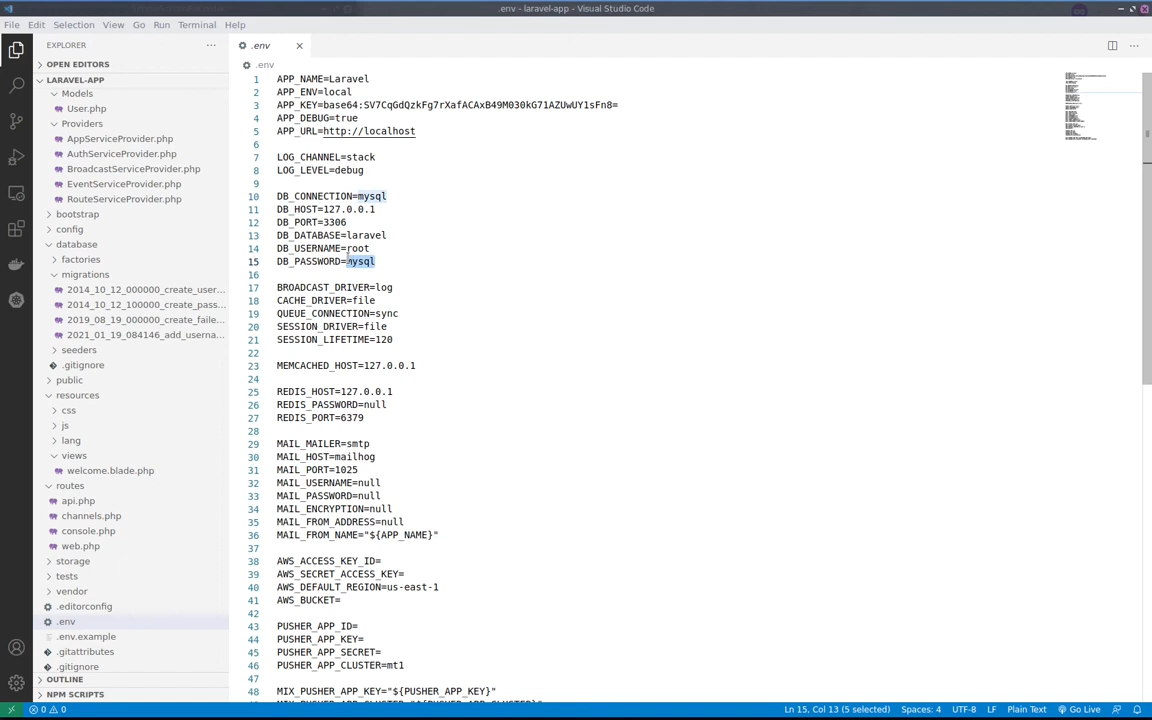 .env - laravel-app - Visual Studio Code
File Edit Selection View Go Run Terminal Help
EXPLORER
OPEN EDITORS
LARAVEL-APP
Models
User.php
Providers
AppServiceProvider.php
AuthServiceProvider.php
BroadcastServiceProvider.php
EventServiceProvider.php
RouteServiceProvider.php
bootstrap
config
database
factories
migrations
2014_10_12_000000_create_user...
2014_10_12_100000_create_pass...
2019_08_19_000000_create_faile...
2021_01_19_084146_add_userna...
seeders
.gitignore
public
resources
css
js
lang
views
welcome.blade.php
routes
api.php
channels.php
console.php
web.php
storage
tests
vendor
.editorconfig
.env
.env.example
.gitattributes
.gitignore
OUTLINE
NPM SCRIPTS
.env
.env
1 APP_NAME=Laravel
2 APP_ENV=local
3 APP_KEY=base64:SV7CqGdQzkFg7rXafACAxB49M030kG71AZUwUY1sFn8=
4 APP_DEBUG=true
5 APP_URL=http://localhost
6
7 LOG_CHANNEL=stack
8 LOG_LEVEL=debug
9
10 DB_CONNECTION=mysql
11 DB_HOST=127.0.0.1
12 DB_PORT=3306
13 DB_DATABASE=laravel
14 DB_USERNAME=root
15 DB_PASSWORD=mysql
16
17 BROADCAST_DRIVER=log
18 CACHE_DRIVER=file
19 QUEUE_CONNECTION=sync
20 SESSION_DRIVER=file
21 SESSION_LIFETIME=120
22
23 MEMCACHED_HOST=127.0.0.1
24
25 REDIS_HOST=127.0.0.1
26 REDIS_PASSWORD=null
27 REDIS_PORT=6379
28
29 MAIL_MAILER=smtp
30 MAIL_HOST=mailhog
31 MAIL_PORT=1025
32 MAIL_USERNAME=null
33 MAIL_PASSWORD=null
34 MAIL_ENCRYPTION=null
35 MAIL_FROM_ADDRESS=null
36 MAIL_FROM_NAME="${APP_NAME}"
37
38 AWS_ACCESS_KEY_ID=
39 AWS_SECRET_ACCESS_KEY=
40 AWS_DEFAULT_REGION=us-east-1
41 AWS_BUCKET=
42
43 PUSHER_APP_ID=
44 PUSHER_APP_KEY=
45 PUSHER_APP_SECRET=
46 PUSHER_APP_CLUSTER=mt1
47
48 MIX_PUSHER_APP_KEY="${PUSHER_APP_KEY}"
0 0 Ln 15, Col 13 (5 selected) Spaces: 4 UTF-8 LF Plain Text Go Live